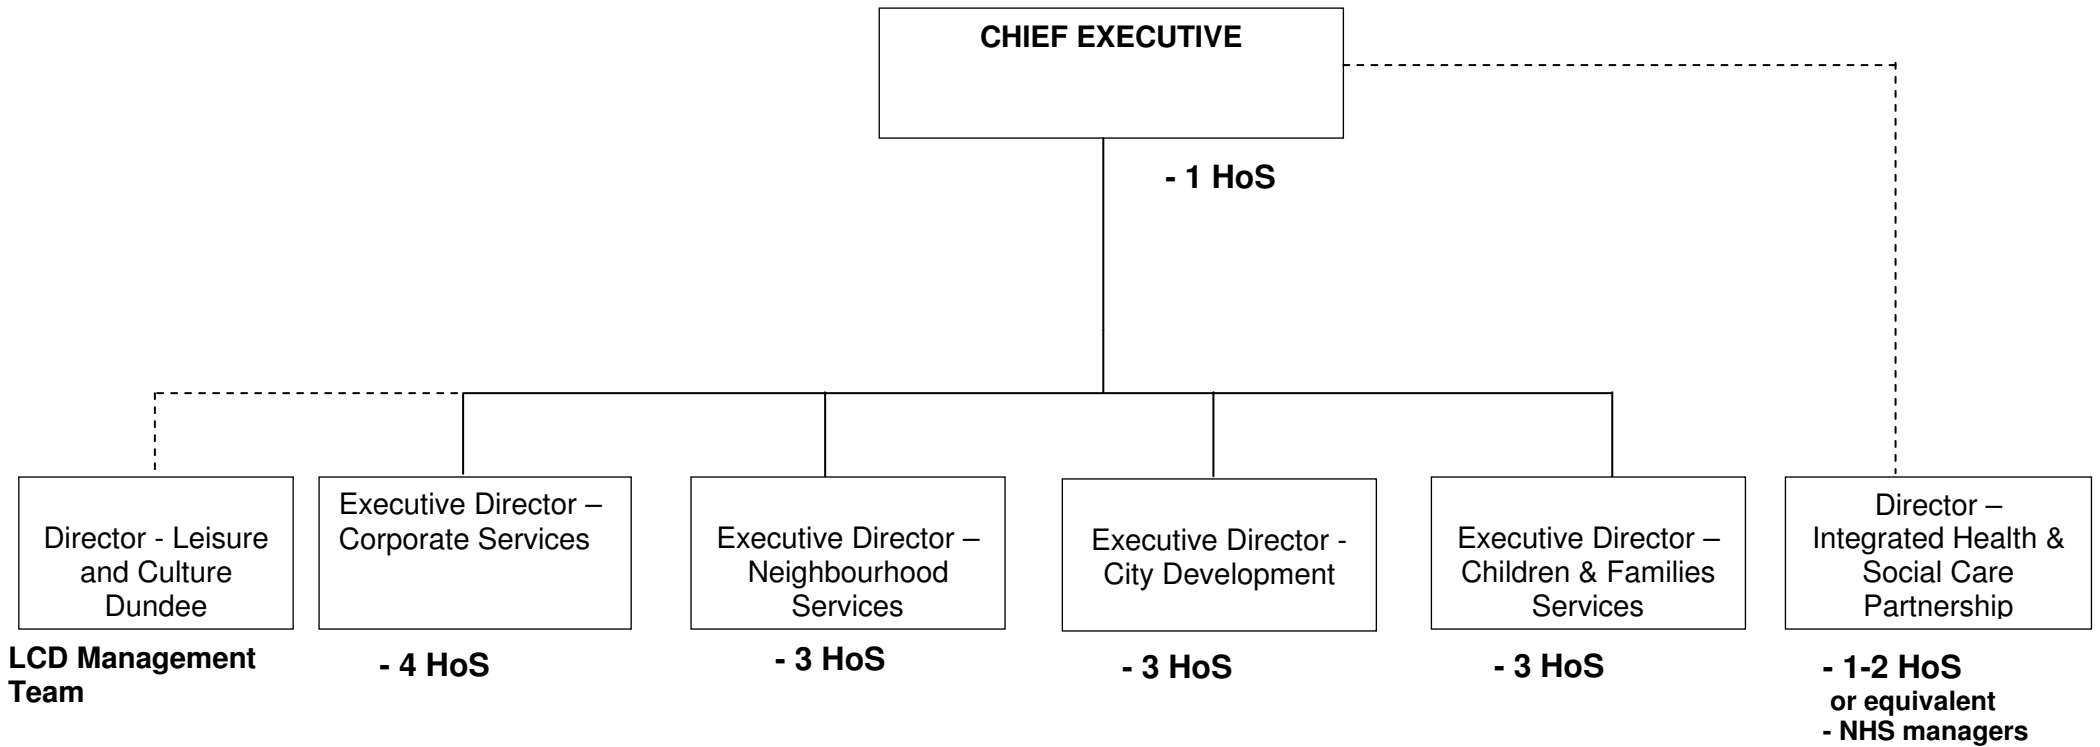 CHIEF EXECUTIVE
- 1 HoS
Director - Leisure
and Culture
Dundee
LCD Management
Team
Executive Director –
Corporate Services
- 4 HoS
Executive Director –
Neighbourhood
Services
- 3 HoS
Executive Director -
City Development
- 3 HoS
Executive Director –
Children & Families
Services
- 3 HoS
Director –
Integrated Health &
Social Care
Partnership
- 1-2 HoS
or equivalent
- NHS managers